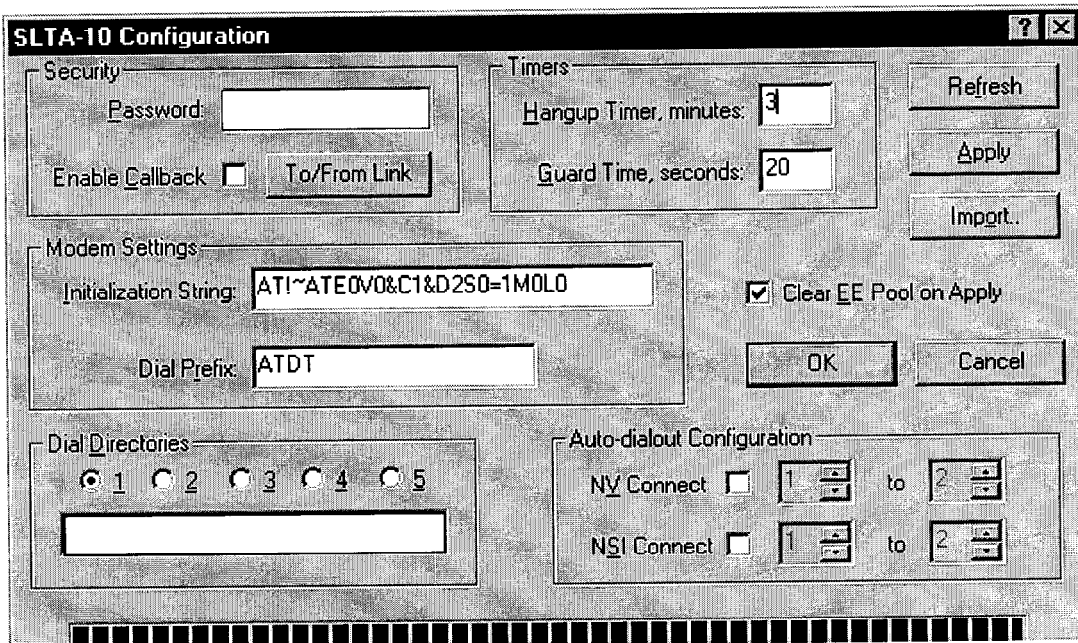 SLTA-10 Configuration
Security
Password:
Enable Callback
To/From Link
Timers
Hangup Timer, minutes: 3
Guard Time, seconds: 20
Refresh
Apply
Import..
Modem Settings
Initialization String: AT!~ATE0V0&C1&D2S0=1M0L0
Dial Prefix: ATDT
Clear EE Pool on Apply
OK
Cancel
Dial Directories
1 2 3 4 5
Auto-dialout Configuration
NV Connect 1 to 2
NSI Connect 1 to 2